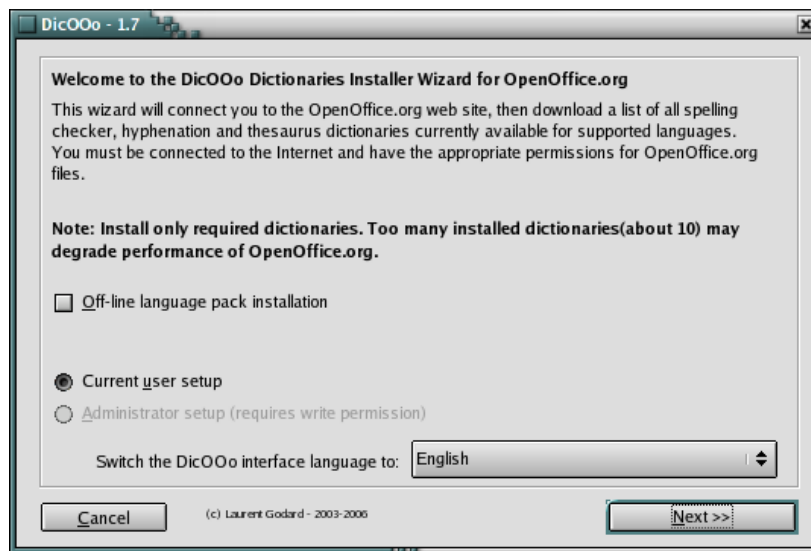 DicOOo - 1.7
Welcome to the DicOOo Dictionaries Installer Wizard for OpenOffice.org
This wizard will connect you to the OpenOffice.org web site, then download a list of all spelling
checker, hyphenation and thesaurus dictionaries currently available for supported languages.
You must be connected to the Internet and have the appropriate permissions for OpenOffice.org
files.
Note: Install only required dictionaries. Too many installed dictionaries(about 10) may
degrade performance of OpenOffice.org.
Off-line language pack installation
Current user setup
Administrator setup (requires write permission)
Switch the DicOOo interface language to: English
Cancel (c) Laurent Godard - 2003-2006 Next >>